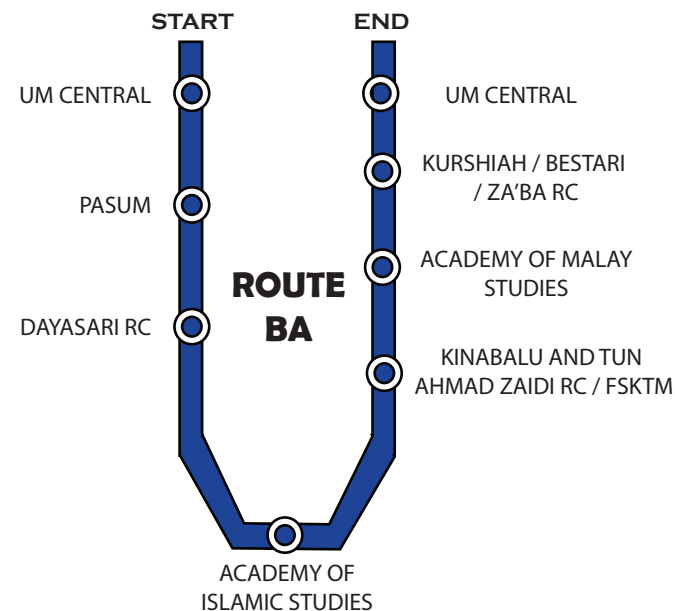 START
END
UM CENTRAL
UM CENTRAL
KURSHIAH / BESTARI
/ ZA'BA RC
PASUM
ACADEMY OF MALAY
STUDIES
ROUTE
BA
DAYASARI RC
KINABALU AND TUN
AHMAD ZAIDI RC / FSKTM
ACADEMY OF
ISLAMIC STUDIES